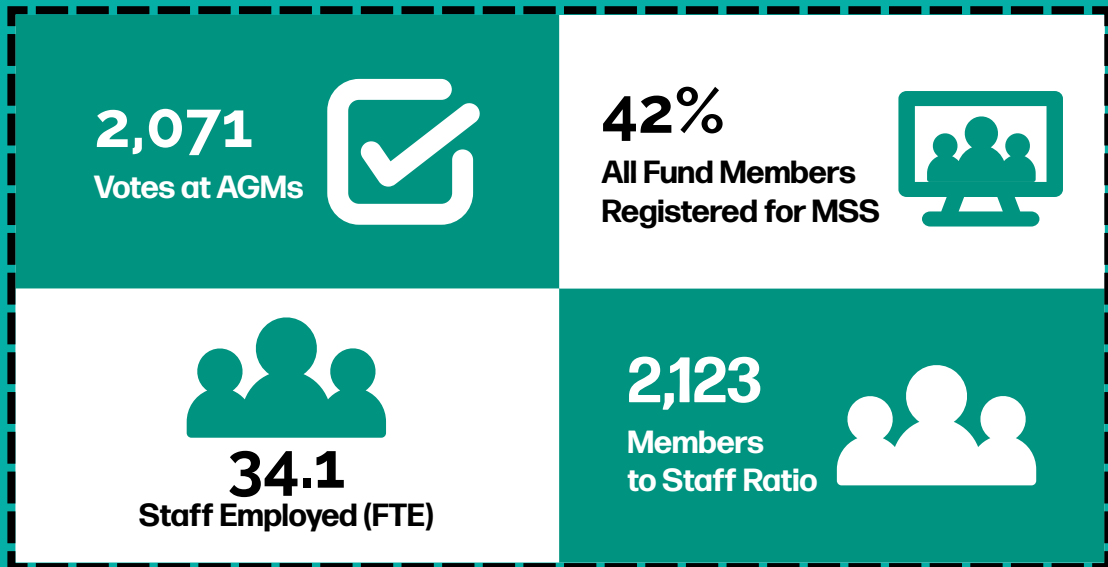 2,071
Votes at AGMs
42%
All Fund Members
Registered for MSS
34.1
Staff Employed (FTE)
2,123
Members
to Staff Ratio